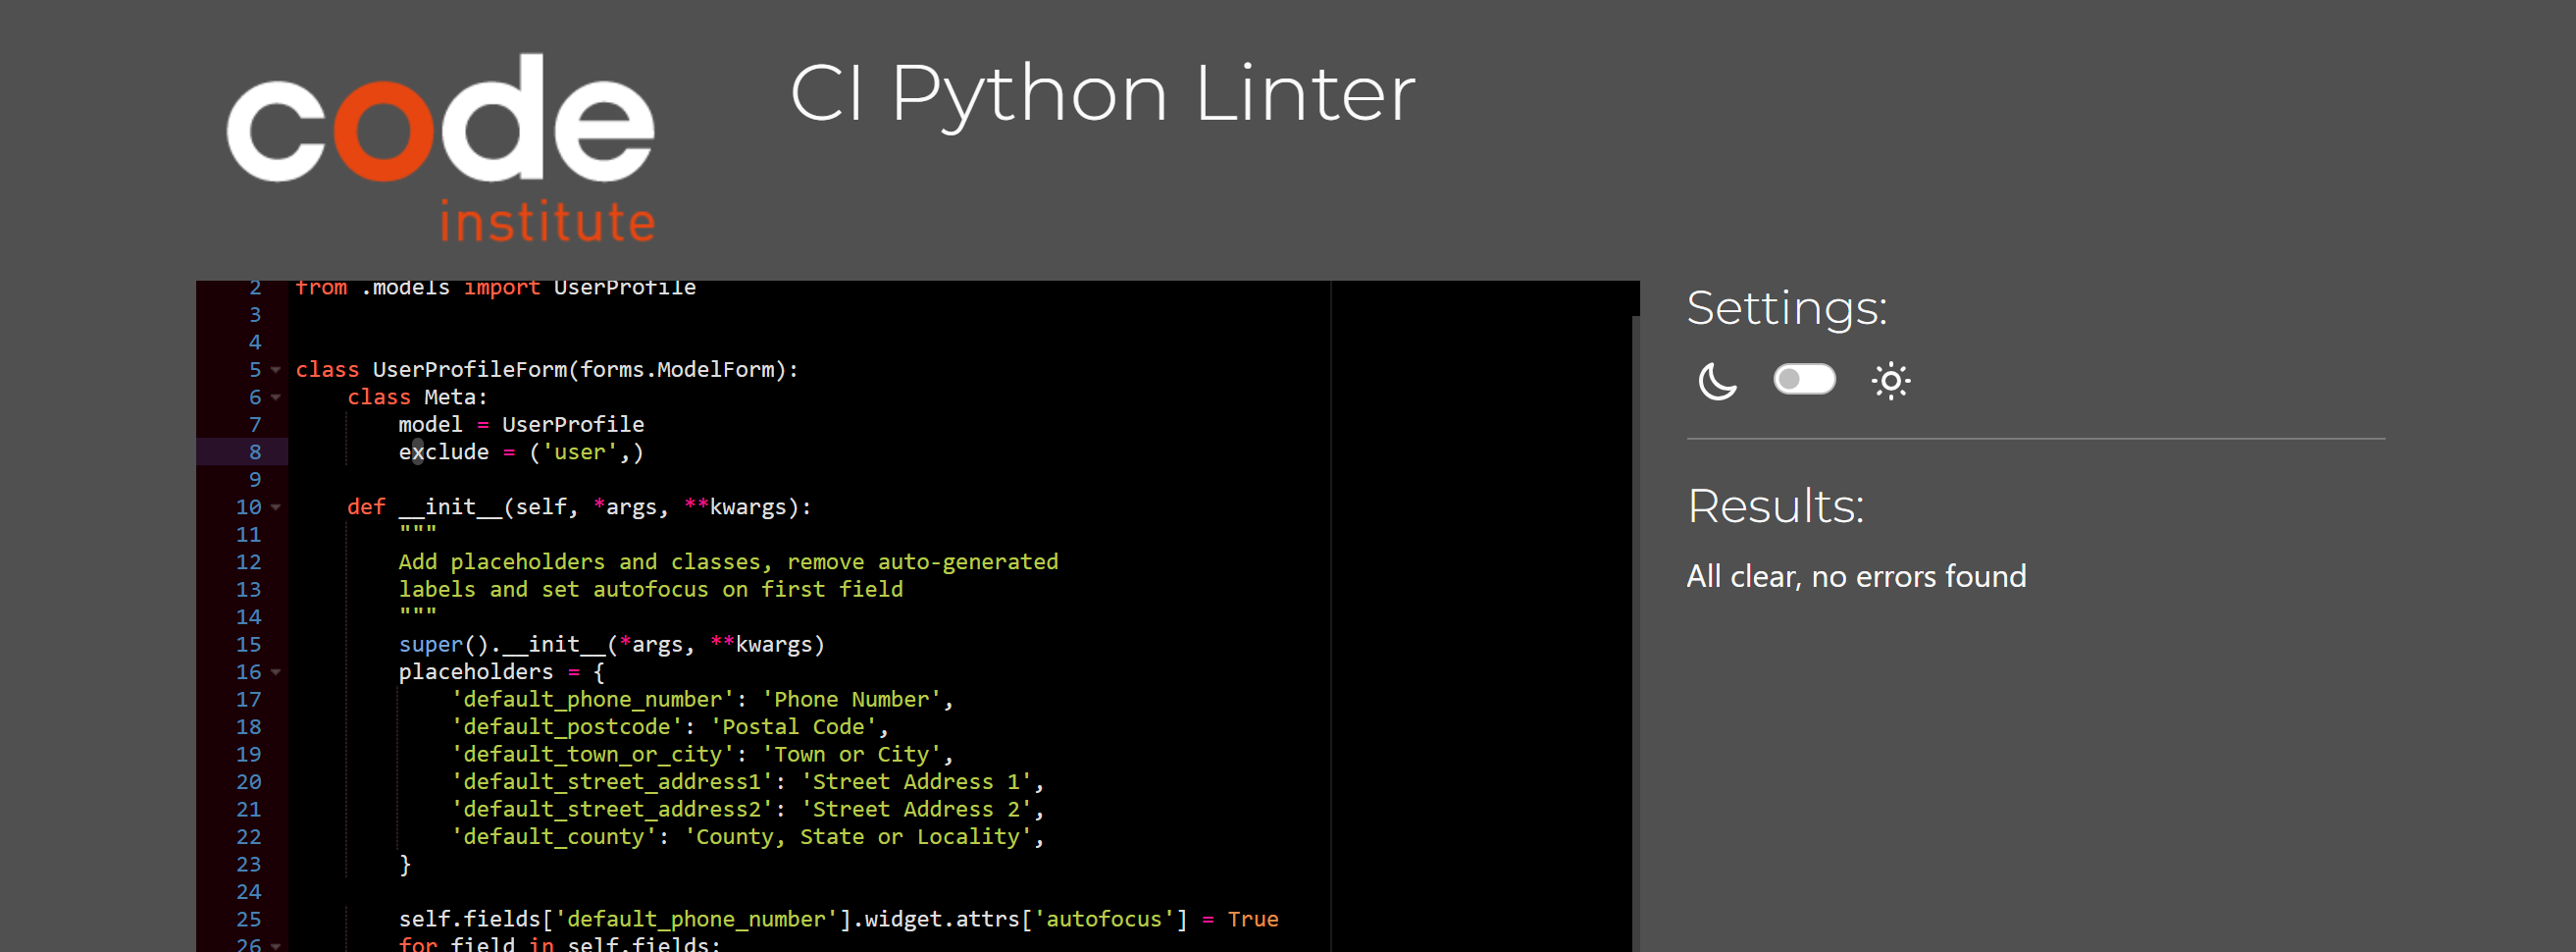 code
institute
CI Python Linter
2 from .models import UserProfile
3
4
5 class UserProfileForm(forms.ModelForm):
6     class Meta:
7         model = UserProfile
8         exclude = ('user',)
9
10     def __init__(self, *args, **kwargs):
11         """
12         Add placeholders and classes, remove auto-generated
13         labels and set autofocus on first field
14         """
15         super().__init__(*args, **kwargs)
16         placeholders = {
17             'default_phone_number': 'Phone Number',
18             'default_postcode': 'Postal Code',
19             'default_town_or_city': 'Town or City',
20             'default_street_address1': 'Street Address 1',
21             'default_street_address2': 'Street Address 2',
22             'default_county': 'County, State or Locality',
23         }
24
25         self.fields['default_phone_number'].widget.attrs['autofocus'] = True
26         for field in self.fields:
Settings:
Results:
All clear, no errors found